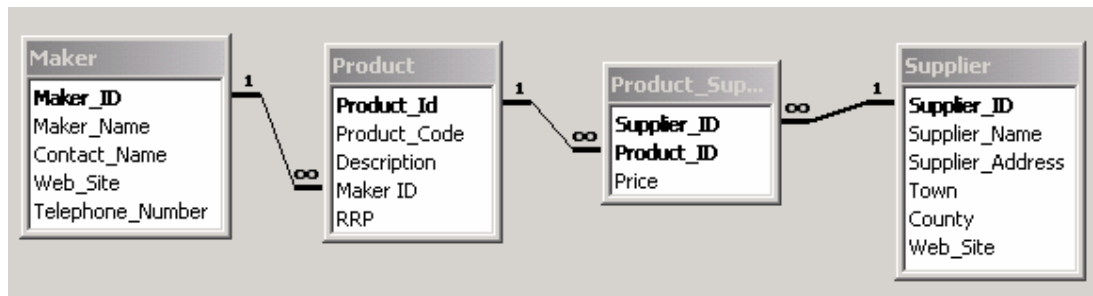 Maker
Maker_ID
Maker_Name
Contact_Name
Web_Site
Telephone_Number
1
∞
Product
Product_Id
Product_Code
Description
Maker ID
RRP
1
∞
Product_Sup...
Supplier_ID
Product_ID
Price
∞
1
Supplier
Supplier_ID
Supplier_Name
Supplier_Address
Town
County
Web_Site